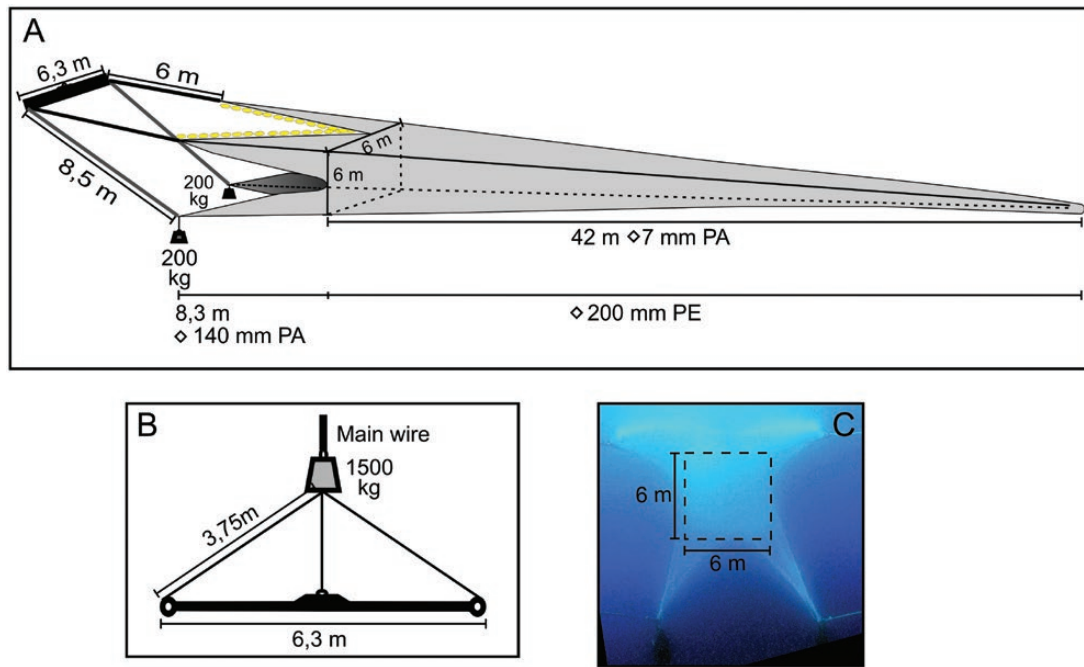 A
6,3 m
6 m
8,5 m
6 m
6 m
200
kg
200
kg
42 m ◇7 mm PA
8,3 m
◇ 140 mm PA
◇ 200 mm PE
B
Main wire
1500
kg
3,75m
6,3 m
C
6 m
6 m